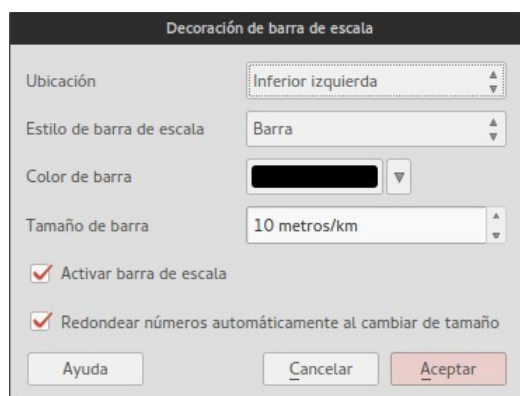 Decoración de barra de escala
Ubicación Inferior izquierda
Estilo de barra de escala Barra
Color de barra
Tamaño de barra 10 metros/km
Activar barra de escala
Redondear números automáticamente al cambiar de tamaño
Ayuda Cancelar Aceptar